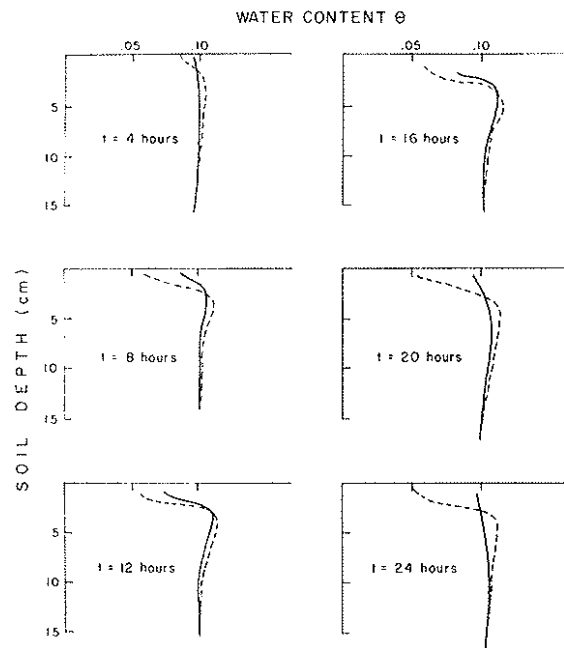 WATER CONTENT θ
.05 .10
.05 .10
5
t = 4 hours
10
15
5
t = 16 hours
10
15
SOIL DEPTH (cm)
5
t = 8 hours
10
15
5
t = 20 hours
10
15
5
t = 12 hours
10
15
5
t = 24 hours
10
15